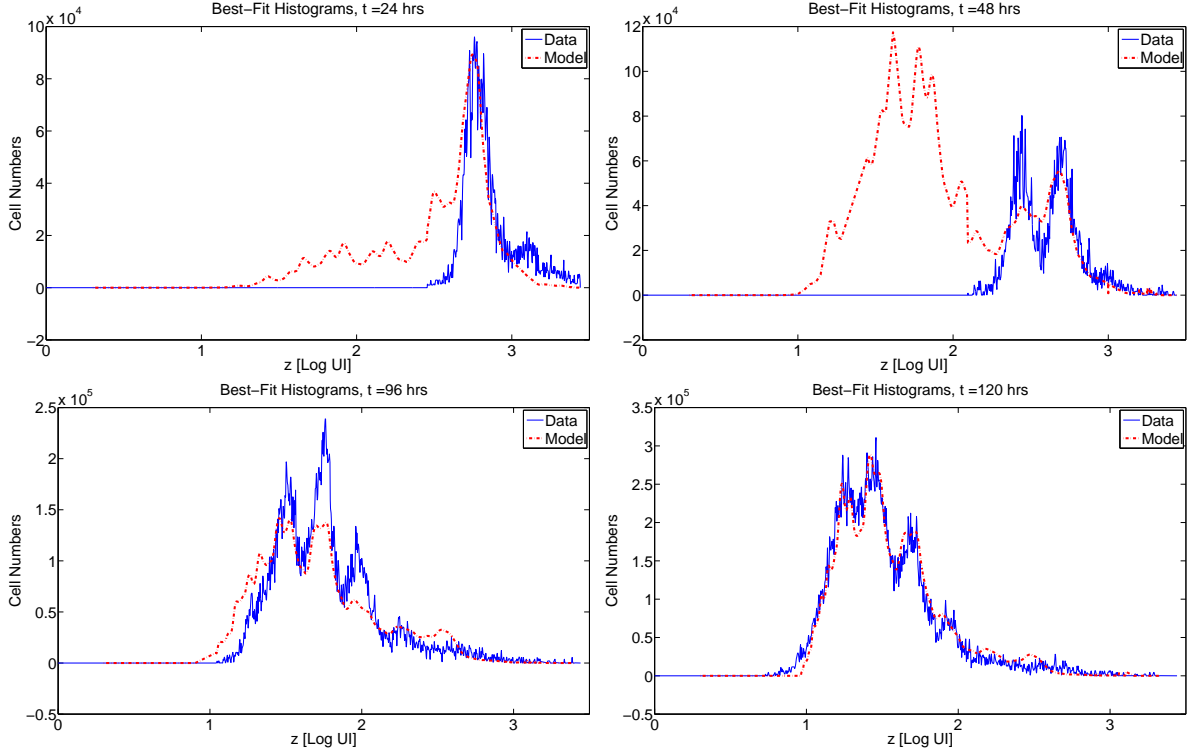 Best−Fit Histograms, t =24 hrs
x 10^4
10
8
6
4
2
0
−2
Cell Numbers
0 1 2 3
z [Log UI]
Data
Model
Best−Fit Histograms, t =48 hrs
x 10^4
12
10
8
6
4
2
0
−2
Cell Numbers
0 1 2 3
z [Log UI]
Data
Model
Best−Fit Histograms, t =96 hrs
x 10^5
2.5
2
1.5
1
0.5
0
−0.5
Cell Numbers
0 1 2 3
z [Log UI]
Data
Model
Best−Fit Histograms, t =120 hrs
x 10^5
3.5
3
2.5
2
1.5
1
0.5
0
−0.5
Cell Numbers
0 1 2 3
z [Log UI]
Data
Model